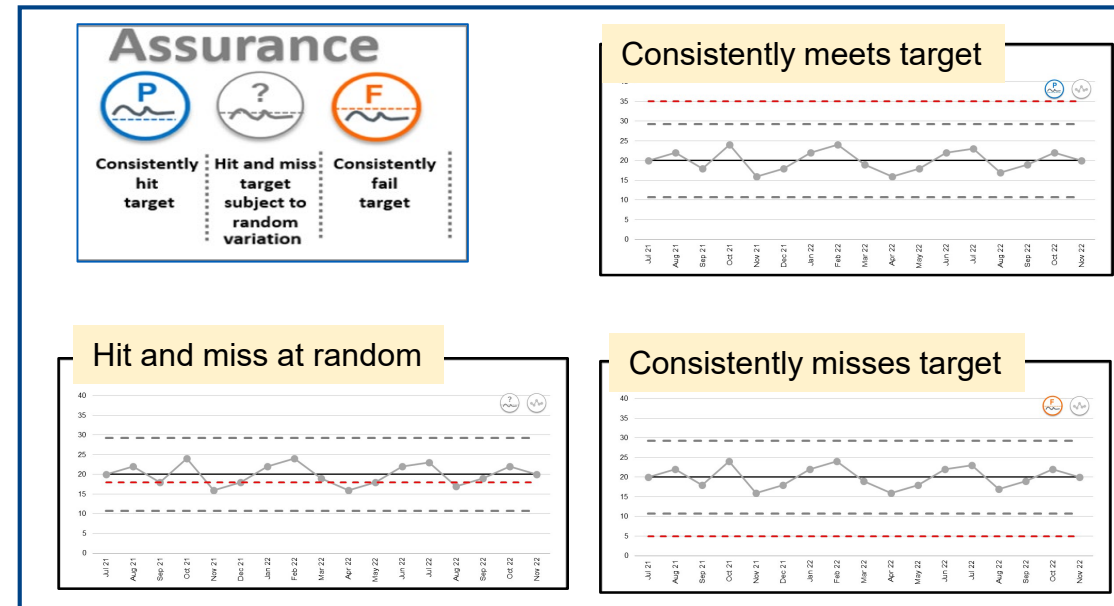 Assurance
P
?
F
Consistently
hit
target
Hit and miss
target
subject to
random
variation
Consistently
fail
target
Consistently meets target
P
40
35
30
25
20
15
10
5
0
Jul 21
Aug 21
Sep 21
Oct 21
Nov 21
Dec 21
Jan 22
Feb 22
Mar 22
Apr 22
May 22
Jun 22
Jul 22
Aug 22
Sep 22
Oct 22
Nov 22
Hit and miss at random
?
40
35
30
25
20
15
10
5
0
Jul 21
Aug 21
Sep 21
Oct 21
Nov 21
Dec 21
Jan 22
Feb 22
Mar 22
Apr 22
May 22
Jun 22
Jul 22
Aug 22
Sep 22
Oct 22
Nov 22
Consistently misses target
F
40
35
30
25
20
15
10
5
0
Jul 21
Aug 21
Sep 21
Oct 21
Nov 21
Dec 21
Jan 22
Feb 22
Mar 22
Apr 22
May 22
Jun 22
Jul 22
Aug 22
Sep 22
Oct 22
Nov 22